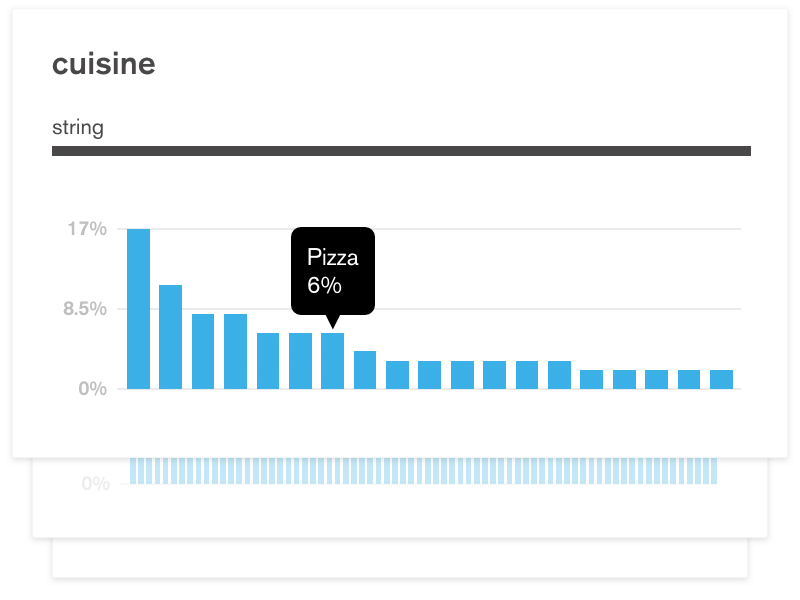 cuisine
string
17%
Pizza
6%
8.5%
0%
0%